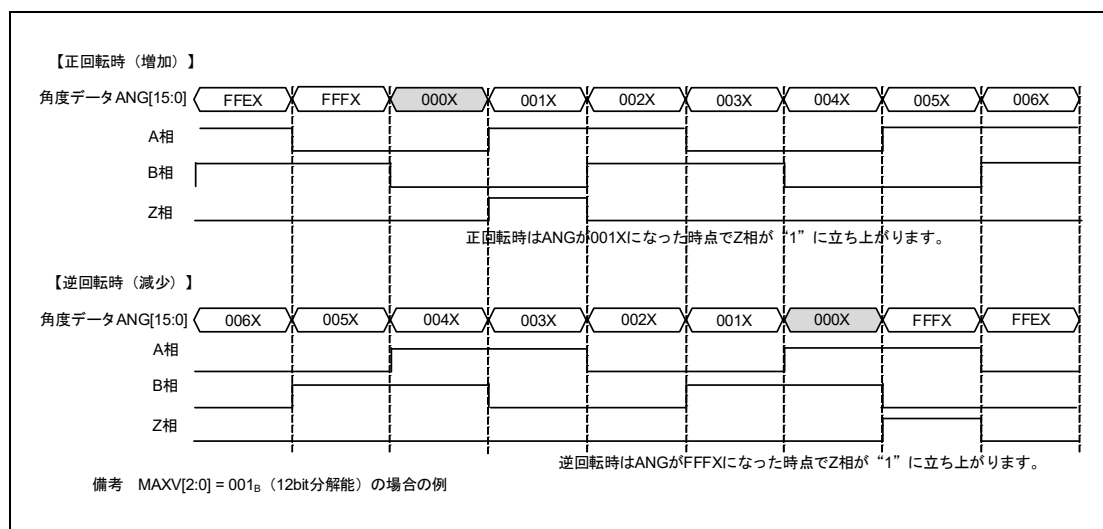 【正回転時（増加）】
角度データANG[15:0] FFEX FFFX 000X 001X 002X 003X 004X 005X 006X
A相
B相
Z相
正回転時はANGが001Xになった時点でZ相が“1”に立ち上がります。
【逆回転時（減少）】
角度データANG[15:0] 006X 005X 004X 003X 002X 001X 000X FFFX FFEX
A相
B相
Z相
逆回転時はANGがFFFXになった時点でZ相が“1”に立ち上がります。
備考 MAXV[2:0] = 001B（12bit分解能）の場合の例